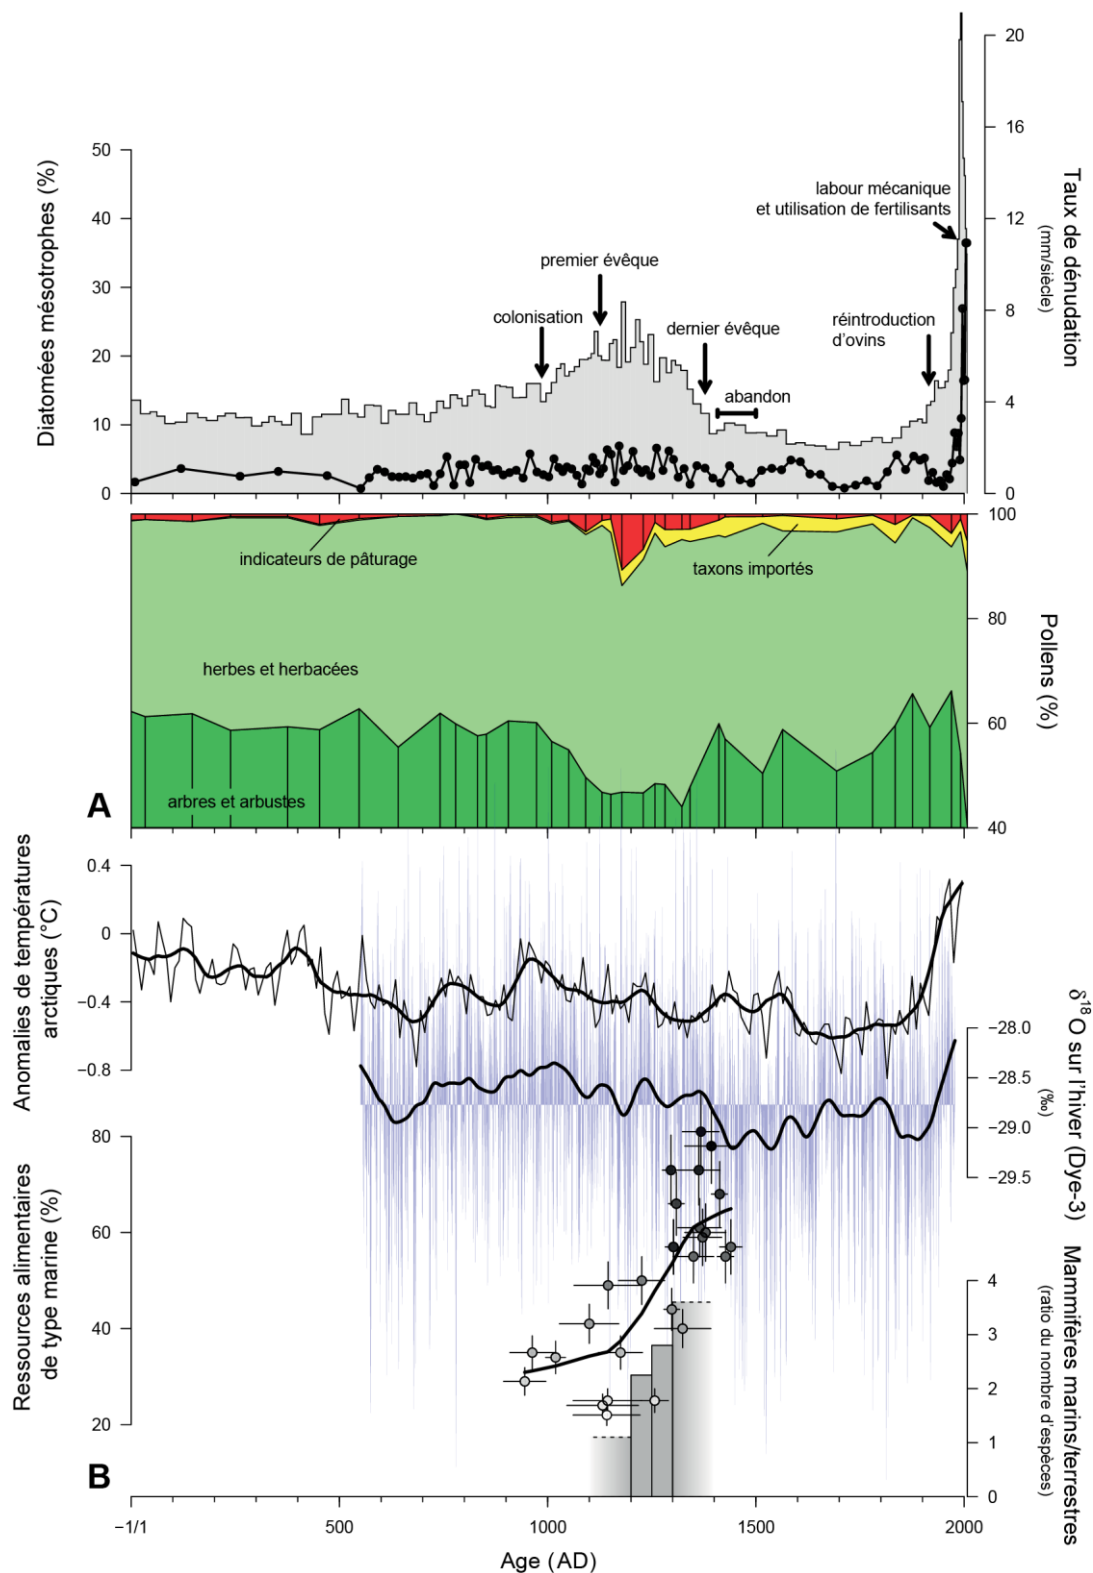 20
16
12
8
4
0
Taux de dénudation
(mm/siècle)
50
40
30
20
10
0
Diatomées mésotrophes (%)
labour mécanique
et utilisation de fertilisants
premier évêque
colonisation
dernier évêque
réintroduction
d'ovins
abandon
100
80
60
40
Pollens (%)
indicateurs de pâturage
taxons importés
herbes et herbacées
arbres et arbustes
A
0.4
0
−0.4
−0.8
Anomalies de températures
arctiques (°C)
−28.0
−28.5
−29.0
−29.5
δ18O sur l'hiver (Dye-3)
(‰)
80
60
40
20
Ressources alimentaires
de type marine (%)
4
3
2
1
0
Mammifères marins/terrestres
(ratio du nombre d'espèces)
B
−1/1
500
1000
1500
2000
Age (AD)